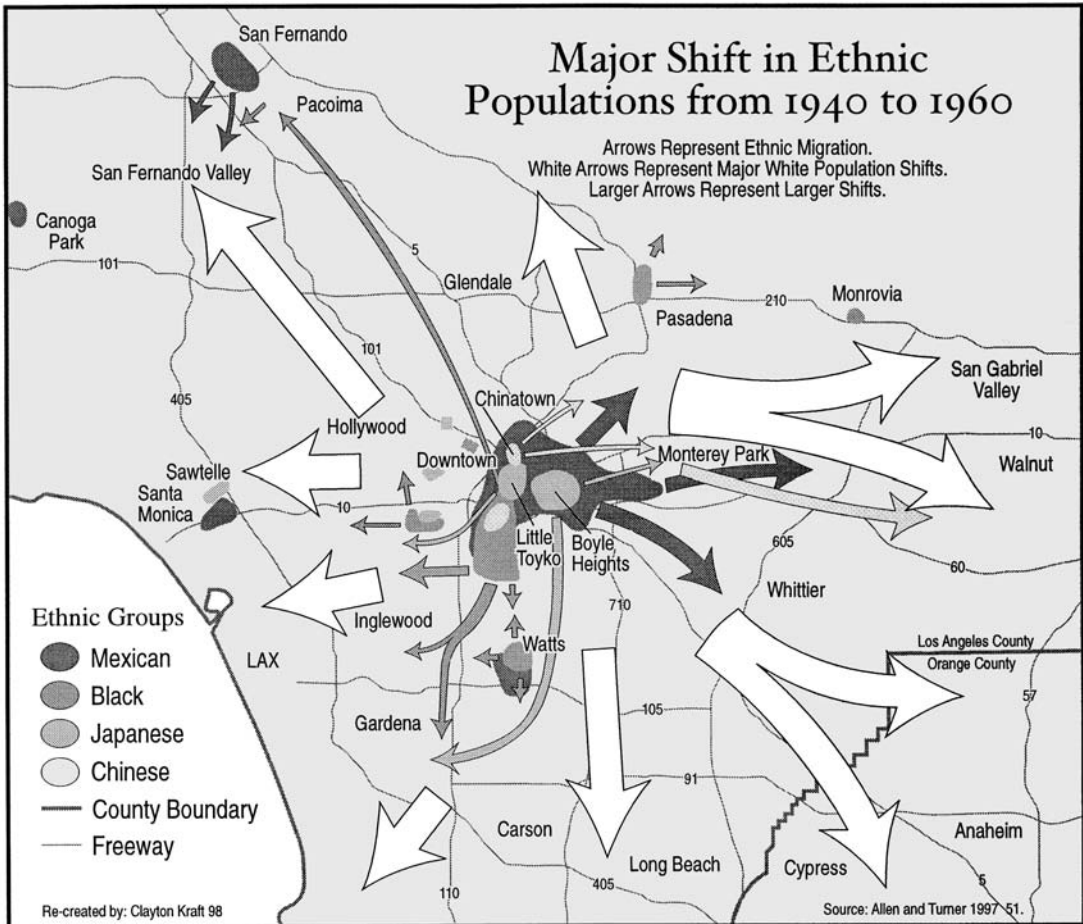 Major Shift in Ethnic
Populations from 1940 to 1960
Arrows Represent Ethnic Migration.
White Arrows Represent Major White Population Shifts.
Larger Arrows Represent Larger Shifts.
San Fernando
Pacoima
San Fernando Valley
Canoga
Park
101
5
Glendale
Pasadena
210
Monrovia
101
405
San Gabriel
Valley
Chinatown
Hollywood
10
Downtown
Monterey Park
Walnut
Sawtelle
Santa
Monica
10
Little
Toyko
Boyle
Heights
605
60
710
Whittier
Inglewood
LAX
Watts
Los Angeles County
Orange County
57
105
Gardena
91
Carson
Long Beach
Cypress
Anaheim
110
405
5
Ethnic Groups
Mexican
Black
Japanese
Chinese
County Boundary
Freeway
Re-created by: Clayton Kraft 98
Source: Allen and Turner 1997 51.